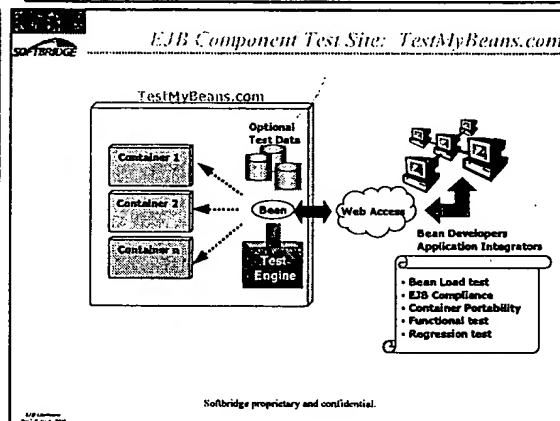 SOFTBRIDGE
EJB Component Test Site: TestMyBeans.com
TestMyBeans.com
Optional
Test Data
Container 1
Container 2
Bean
Web Access
Container n
Test
Engine
Bean Developers
Application Integrators
• Bean Load test
• EJB Compliance
• Container Portability
• Functional test
• Regression test
Softbridge proprietary and confidential.